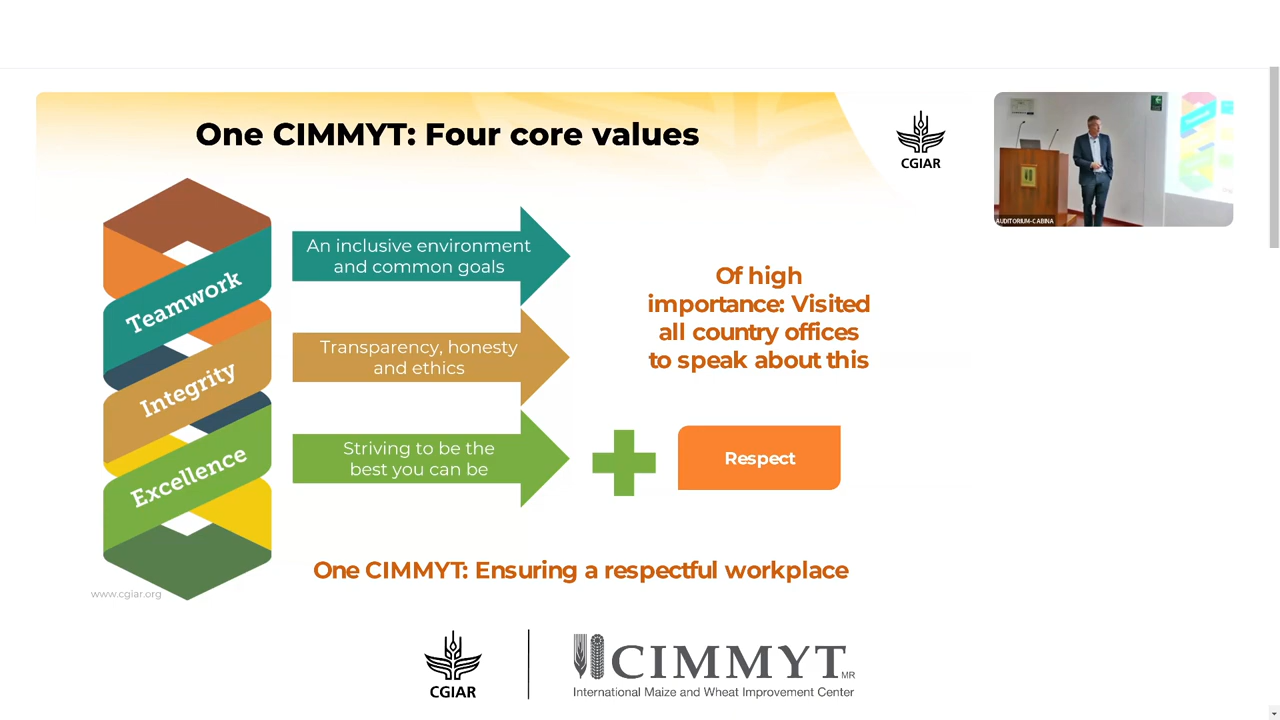 One CIMMYT: Four core values
CGIAR
AUDITORIUM-CABINA
Teamwork
An inclusive environment
and common goals
Integrity
Transparency, honesty
and ethics
Excellence
Striving to be the
best you can be
Of high
importance: Visited
all country offices
to speak about this
Respect
One CIMMYT: Ensuring a respectful workplace
www.cgiar.org
CGIAR
CIMMYT MR
International Maize and Wheat Improvement Center